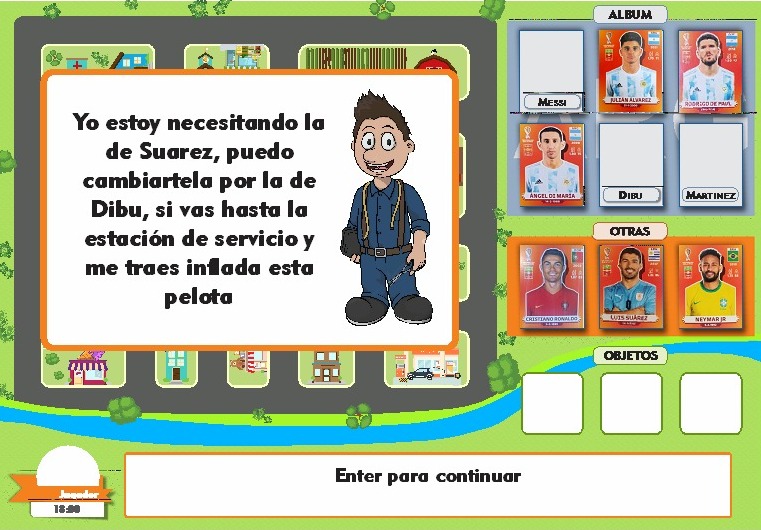 Yo estoy necesitando la
de Suarez, puedo
cambiartela por la de
Dibu, si vas hasta la
estación de servicio y
me traes inflada esta
pelota
ALBUM
MESSI
JULIÁN ÁLVAREZ
RODRIGO DE PAUL
ÁNGEL DI MARÍA
DIBU
MARTINEZ
OTRAS
CRISTIANO RONALDO
LUIS SUÁREZ
NEYMAR JR
OBJETOS
Jugador
18:00
Enter para continuar